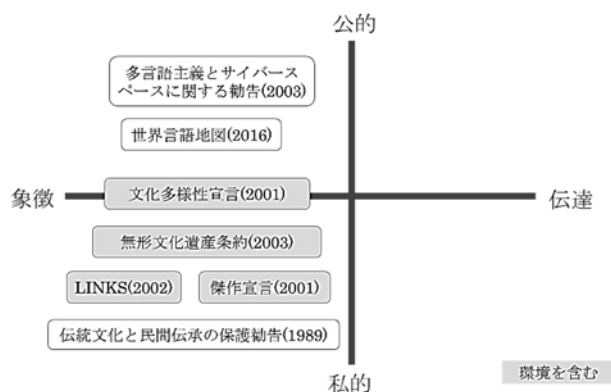 公的
多言語主義とサイバース
ペースに関する勧告(2003)
世界言語地図(2016)
象徴
文化多様性宣言(2001)
伝達
無形文化遺産条約(2003)
LINKS(2002)
傑作宣言(2001)
伝統文化と民間伝承の保護勧告(1989)
環境を含む
私的